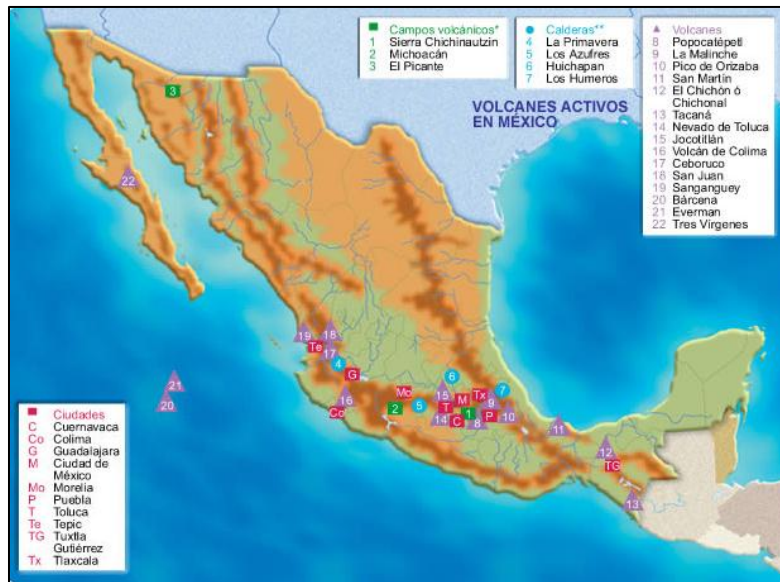 Campos volcánicos*
1 Sierra Chichinautzin
2 Michoacán
3 El Picante
Calderas**
4 La Primavera
5 Los Azufres
6 Huichapan
7 Los Humeros
Volcanes
8 Popocatépetl
9 La Malinche
10 Pico de Orizaba
11 San Martín
12 El Chichón ó
Chichonal
13 Tacaná
14 Nevado de Toluca
15 Jocotitlán
16 Volcán de Colima
17 Ceboruco
18 San Juan
19 Sanganguey
20 Bárcena
21 Everman
22 Tres Vírgenes
VOLCANES ACTIVOS
EN MÉXICO
3
22
19 18
Te
17
4
G
21
20
16
Co
Mo
2
5
6
15
T
14
M
C
1
8
Tx
9
P
7
10
11
12
TG
13
Ciudades
C Cuernavaca
Co Colima
G Guadalajara
M Ciudad de
México
Mo Morelia
P Puebla
T Toluca
Te Tepic
TG Tuxtla
Gutiérrez
Tx Tlaxcala